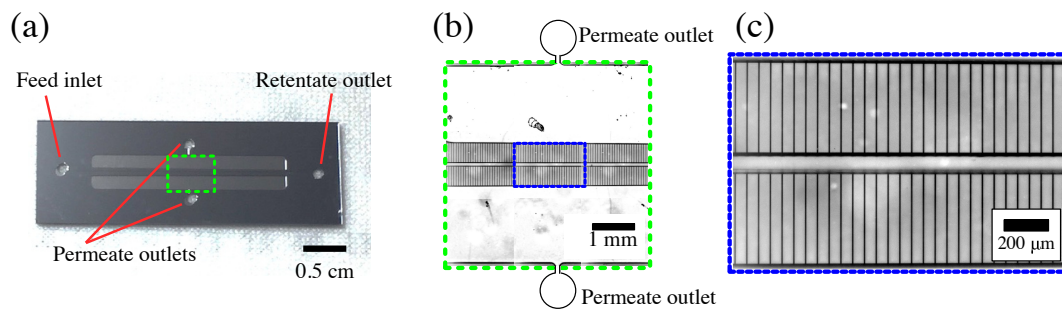 (a)
Feed inlet
Retentate outlet
Permeate outlets
0.5 cm
(b)
Permeate outlet
1 mm
Permeate outlet
(c)
200 μm